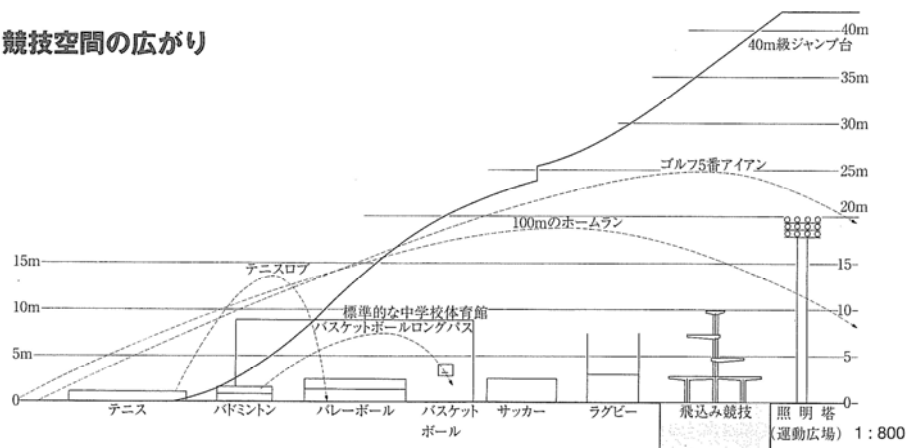 競技空間の広がり
40m
40m級ジャンプ台
35m
30m
ゴルフ5番アイアン
25m
20m
100mのホームラン
15m
テニスロブ
15
10m
標準的な中学校体育館
10
バスケットボールロングパス
5m
5
0
0
テニス
バドミントン
バレーボール
バスケット
ボール
サッカー
ラグビー
飛込み競技
照明塔
(運動広場) 1:800